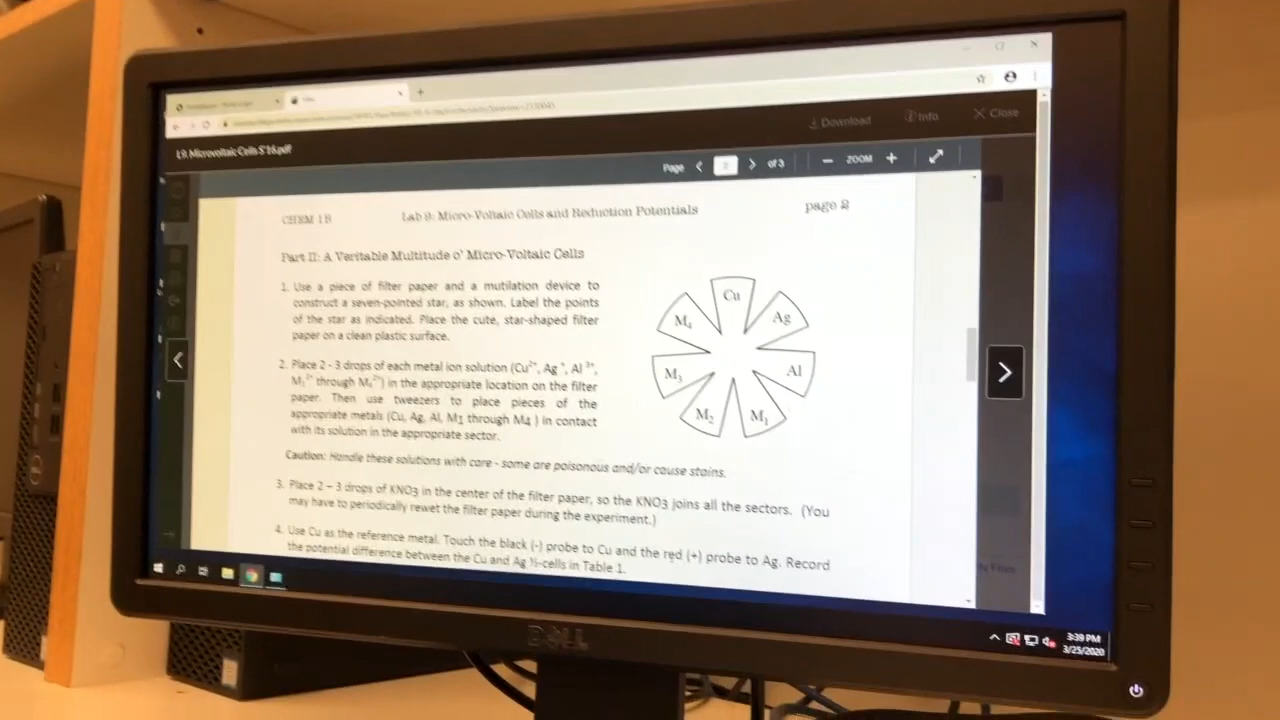 L9. Microvoltaic Cells S'16.pdf
Download
Info
Close
Page
of 3
ZOOM
CHEM 1B Lab 9: Micro-Voltaic Cells and Reduction Potentials page 2
Part II: A Veritable Multitude o' Micro-Voltaic Cells
1. Use a piece of filter paper and a mutilation device to
construct a seven-pointed star, as shown. Label the points
of the star as indicated. Place the cute, star-shaped filter
paper on a clean plastic surface.
2. Place 2 - 3 drops of each metal ion solution (Cu²⁺, Ag⁺, Al³⁺,
M₁²⁺ through M₄²⁺) in the appropriate location on the filter
paper. Then use tweezers to place pieces of the
appropriate metals (Cu, Ag, Al, M1 through M4 ) in contact
with its solution in the appropriate sector.
Cu
Ag
Al
M₁
M₂
M₃
M₄
Caution: Handle these solutions with care - some are poisonous and/or cause stains.
3. Place 2 – 3 drops of KNO3 in the center of the filter paper, so the KNO3 joins all the sectors. (You
may have to periodically rewet the filter paper during the experiment.)
4. Use Cu as the reference metal. Touch the black (-) probe to Cu and the red (+) probe to Ag. Record
the potential difference between the Cu and Ag ½-cells in Table 1.
3:39 PM
3/25/2020
DELL